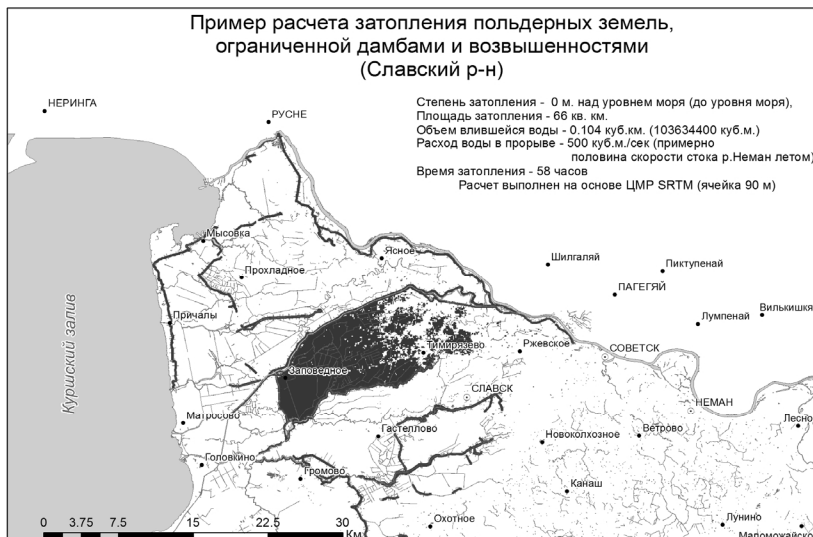 Пример расчета затопления польдерных земель,
ограниченной дамбами и возвышенностями
(Славский р-н)
Степень затопления - 0 м. над уровнем моря (до уровня моря),
Площадь затопления - 66 кв. км.
Объем влившейся воды - 0.104 куб.км. (103634400 куб.м.)
Расход воды в прорыве - 500 куб.м./сек (примерно
половина скорости стока р.Неман летом)
Время затопления - 58 часов
Расчет выполнен на основе ЦМР SRTM (ячейка 90 м)
НЕРИНГА
РУСНЕ
Мысовка
Ясное
Шилгаляй
Пиктупенай
Прохладное
ПАГЕГЯЙ
Причалы
Лумпенай
Вилькишкя
Куршский залив
Тимирязево
Ржевское
СОВЕТСК
Заповедное
СЛАВСК
НЕМАН
Матросово
Гастеллово
Новоколхозное
Ветрово
Лесно
Головкино
Громово
Канаш
Охотное
Лунино
Маломожайско
0 3.75 7.5 15 22.5 30
Км